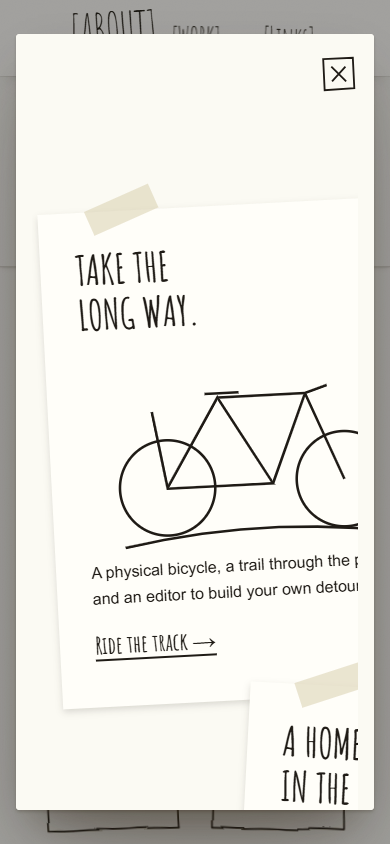 [ABOUT]
[WORK]
[LINKS]
TAKE THE
LONG WAY.
A physical bicycle, a trail through the
and an editor to build your own detour
RIDE THE TRACK →
A HOME
IN THE